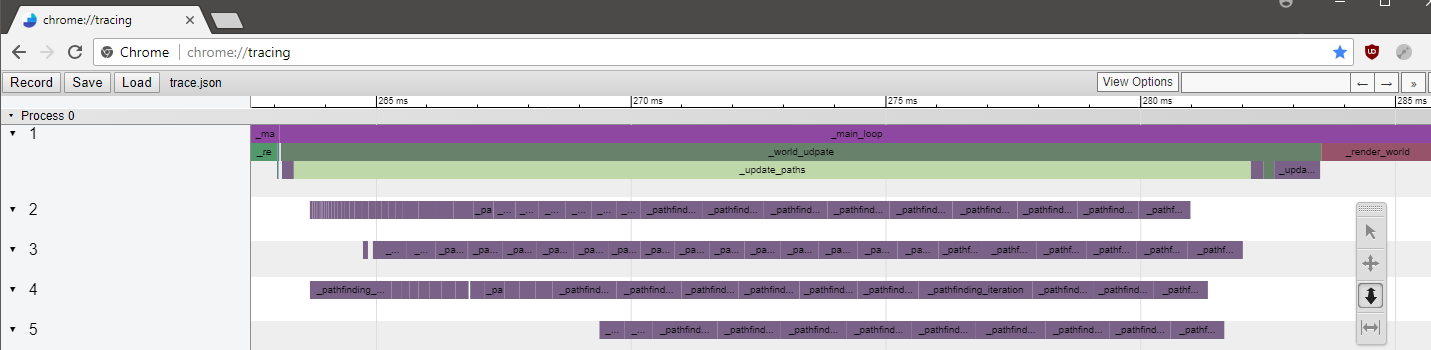 chrome://tracing
Chrome chrome://tracing
Record Save Load trace.json View Options ← → »
265 ms 270 ms 275 ms 280 ms 285 ms
Process 0
1 _ma _main_loop
_re _world_udpate _render_world
_update_paths _upda...
2 _pa _... _... _... _... _... _... _pathfind... _pathfind... _pathfind... _pathfind... _pathfind... _pathfind... _pathfind... _pathfind... _pathf...
3 _... _... _pa... _pa... _pa... _pa... _pa... _pa... _pa... _pa... _pa... _pa... _pa... _pa... _pa... _pathf... _pathf... _pathf... _pathf... _pathf... _pathf...
4 _pathfinding_... _pa _pathfind... _pathfind... _pathfind... _pathfind... _pathfind... _pathfinding_iteration _pathfind... _pathfind... _pathf...
5 _... _... _pathfind... _pathfind... _pathfind... _pathfind... _pathfind... _pathfind... _pathfind... _pathfind... _pathf...